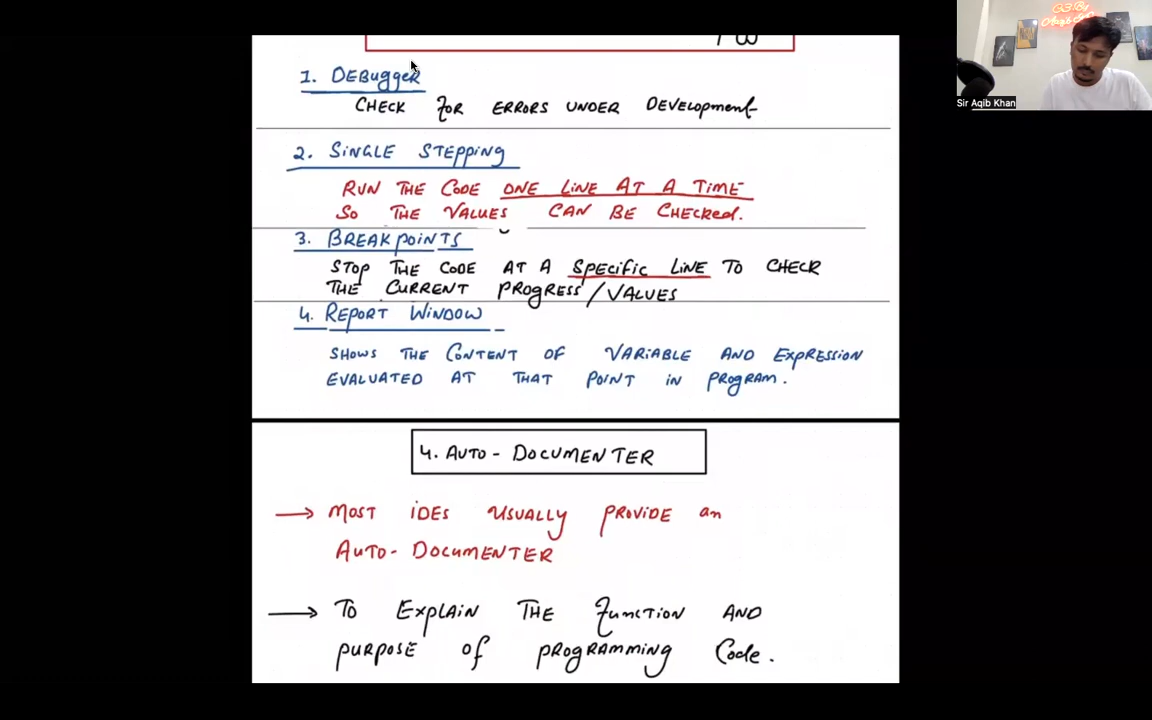 1. DEBugger
CHECK FOR ERRORS UNDER DEVELOPMENT
2. SINGLE STEPPING
RUN THE CODE ONE LINE AT A TIME
SO THE VALUES CAN BE CHECKED.
3. BREAKPOINTS
STOP THE CODE AT A SPECIFIC LINE TO CHECK
THE CURRENT PROGRESS/VALUES
4. REPORT WINDOW
SHOWS THE CONTENT OF VARIABLE AND EXPRESSION
EVALUATED AT THAT POINT IN PROGRAM.
4. AUTO-DOCUMENTER
→ MOST IDES USUALLY PROVIDE an
AUTO-DOCUMENTER
→ TO EXPLAIN THE FUNCTION AND
PURPOSE OF PROGRAMMING Code.
Sir Aqib Khan